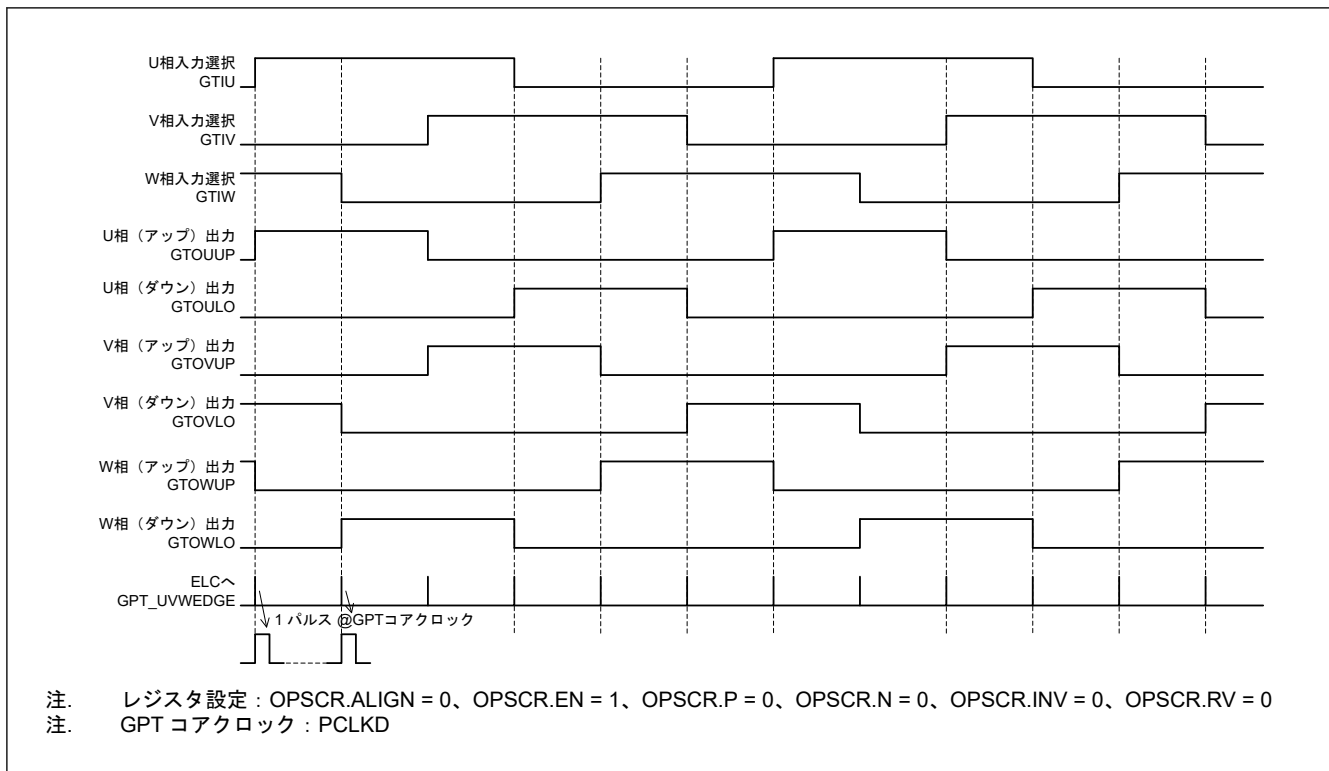 U相入力選択
GTIU
V相入力選択
GTIV
W相入力選択
GTIW
U相（アップ）出力
GTOUUP
U相（ダウン）出力
GTOULO
V相（アップ）出力
GTOVUP
V相（ダウン）出力
GTOVLO
W相（アップ）出力
GTOWUP
W相（ダウン）出力
GTOWLO
ELCへ
GPT_UVWEDGE
1 パルス @GPTコアクロック
注. レジスタ設定：OPSCR.ALIGN = 0、OPSCR.EN = 1、OPSCR.P = 0、OPSCR.N = 0、OPSCR.INV = 0、OPSCR.RV = 0
注. GPT コアクロック：PCLKD